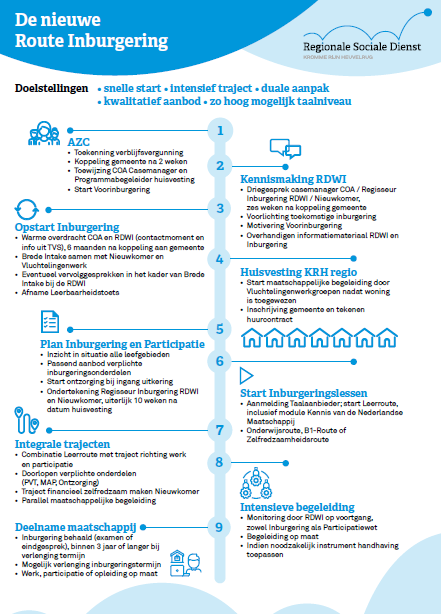 De nieuwe
Route Inburgering
Regionale Sociale Dienst
KROMME RIJN HEUVELRUG
Doelstellingen • snelle start • intensief traject • duale aanpak
• kwalitatief aanbod • zo hoog mogelijk taalniveau
1
AZC
• Toekenning verblijfsvergunning
• Koppeling gemeente na 2 weken
• Toewijzing COA Casemanager en
Programmabegeleider huisvesting
• Start Voorinburgering
2
Kennismaking RDWI
• Driegesprek casemanager COA / Regisseur
Inburgering RDWI / Nieuwkomer,
zes weken na koppeling gemeente
• Voorlichting toekomstige inburgering
• Motivering Voorinburgering
• Overhandigen informatiemateriaal RDWI en
Inburgering
3
Opstart Inburgering
• Warme overdracht COA en RDWI (contactmoment en
info uit TVS), 6 maanden na koppeling aan gemeente
• Brede Intake samen met Nieuwkomer en
Vluchtelingenwerk
• Eventueel vervolggesprekken in het kader van Brede
Intake bij de RDWI
• Afname Leerbaarheidstoets
4
Huisvesting KRH regio
• Start maatschappelijke begeleiding door
Vluchtelingenwerkgroepen nadat woning
is toegewezen
• Inschrijving gemeente en tekenen
huurcontract
5
Plan Inburgering en Participatie
• Inzicht in situatie alle leefgebieden
• Passend aanbod verplichte
inburgeringsonderdelen
• Start ontzorging bij ingang uitkering
• Ondertekening Regisseur Inburgering RDWI
en Nieuwkomer, uiterlijk 10 weken na
datum huisvesting
6
Start Inburgeringslessen
• Aanmelding Taalaanbieder; start Leerroute,
inclusief module Kennis van de Nederlandse
Maatschappij
• Onderwijsroute, B1-Route of
Zelfredzaamheidsroute
7
Integrale trajecten
• Combinatie Leerroute met traject richting werk
en participatie
• Doorlopen verplichte onderdelen
(PVT, MAP, Ontzorging)
• Traject financieel zelfredzaam maken Nieuwkomer
• Parallel maatschappelijke begeleiding
8
Intensieve begeleiding
• Monitoring door RDWI op voortgang,
zowel Inburgering als Participatiewet
• Begeleiding op maat
• Indien noodzakelijk instrument handhaving
toepassen
9
Deelname maatschappij
• Inburgering behaald (examen of
eindgesprek), binnen 3 jaar of langer bij
verlenging termijn
• Mogelijk verlenging inburgeringstermijn
• Werk, participatie of opleiding op maat